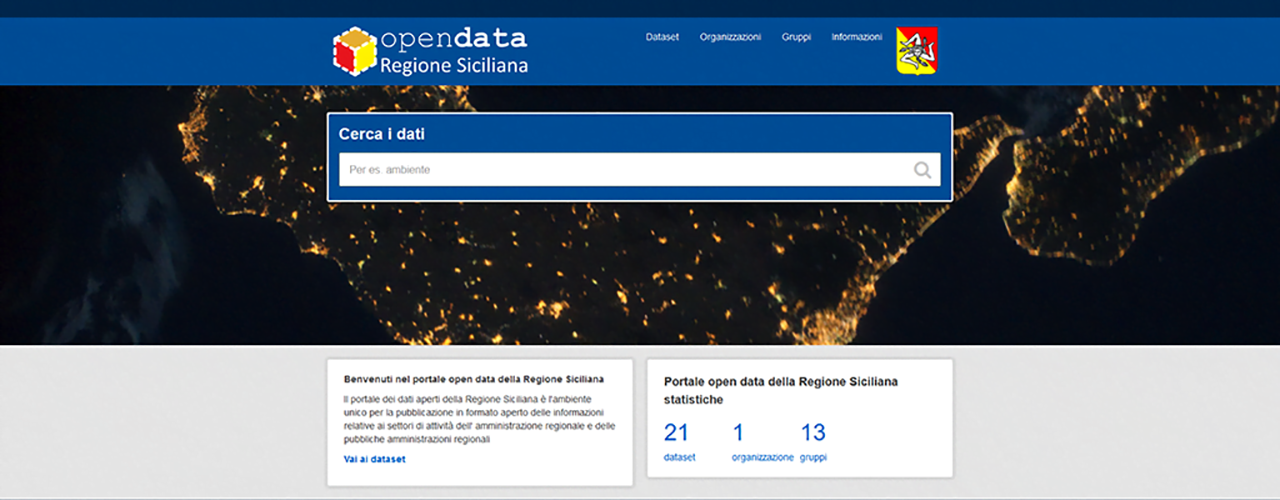 opendata
Regione Siciliana
Dataset Organizzazioni Gruppi Informazioni
Cerca i dati
Per es. ambiente
Benvenuti nel portale open data della Regione Siciliana
Il portale dei dati aperti della Regione Siciliana è l'ambiente
unico per la pubblicazione in formato aperto delle informazioni
relative ai settori di attività dell' amministrazione regionale e delle
pubbliche amministrazioni regionali
Vai ai dataset
Portale open data della Regione Siciliana
statistiche
21 1 13
dataset organizzazione gruppi